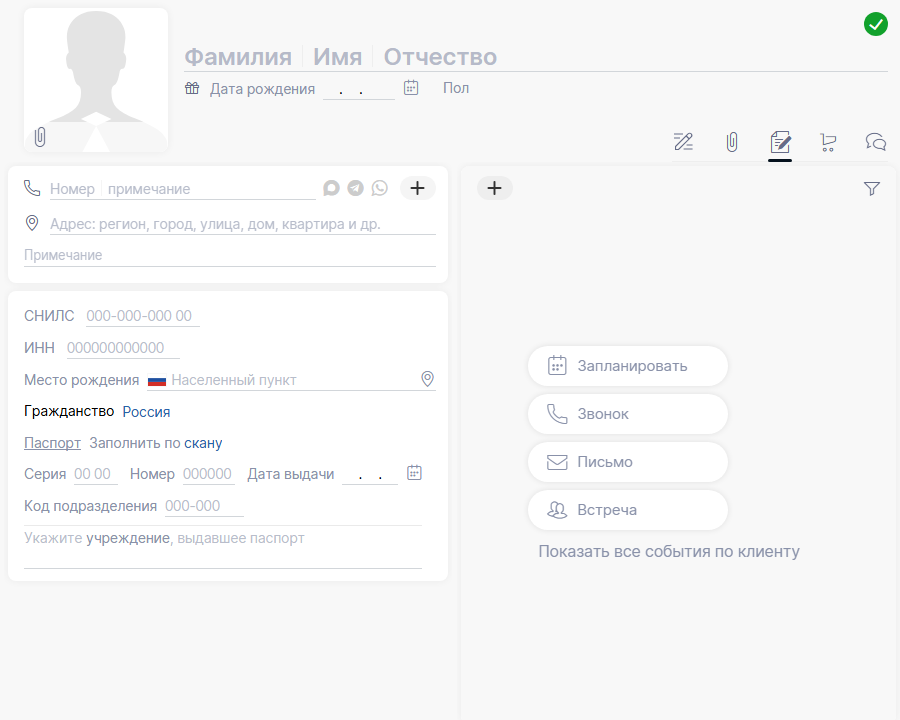 Фамилия Имя Отчество
Дата рождения . . Пол
Номер примечание
Адрес: регион, город, улица, дом, квартира и др.
Примечание
СНИЛС 000-000-000 00
ИНН 000000000000
Место рождения Населенный пункт
Гражданство Россия
Паспорт Заполнить по скану
Серия 00 00 Номер 000000 Дата выдачи . .
Код подразделения 000-000
Укажите учреждение, выдавшее паспорт
Запланировать
Звонок
Письмо
Встреча
Показать все события по клиенту